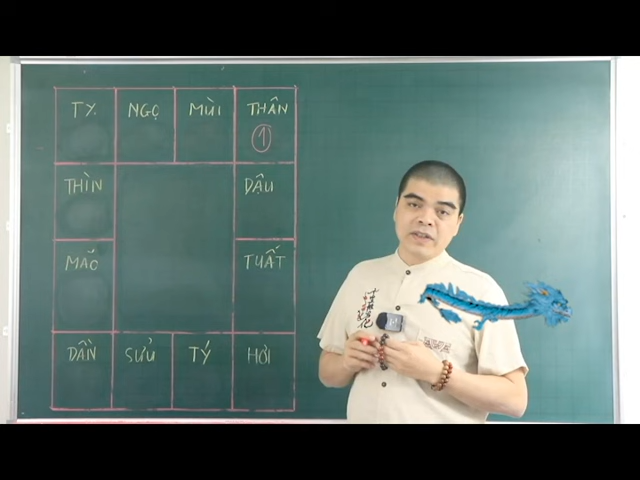 TỴ NGỌ MÙI THÂN
1
THÌN DẬU
MÃO TUẤT
DẦN SỬU TÝ HỢI